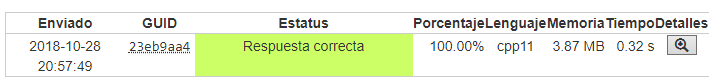 Enviado GUID Estatus Porcentaje Lenguaje Memoria Tiempo Detalles
2018-10-28 20:57:49 23eb9aa4 Respuesta correcta 100.00% cpp11 3.87 MB 0.32 s